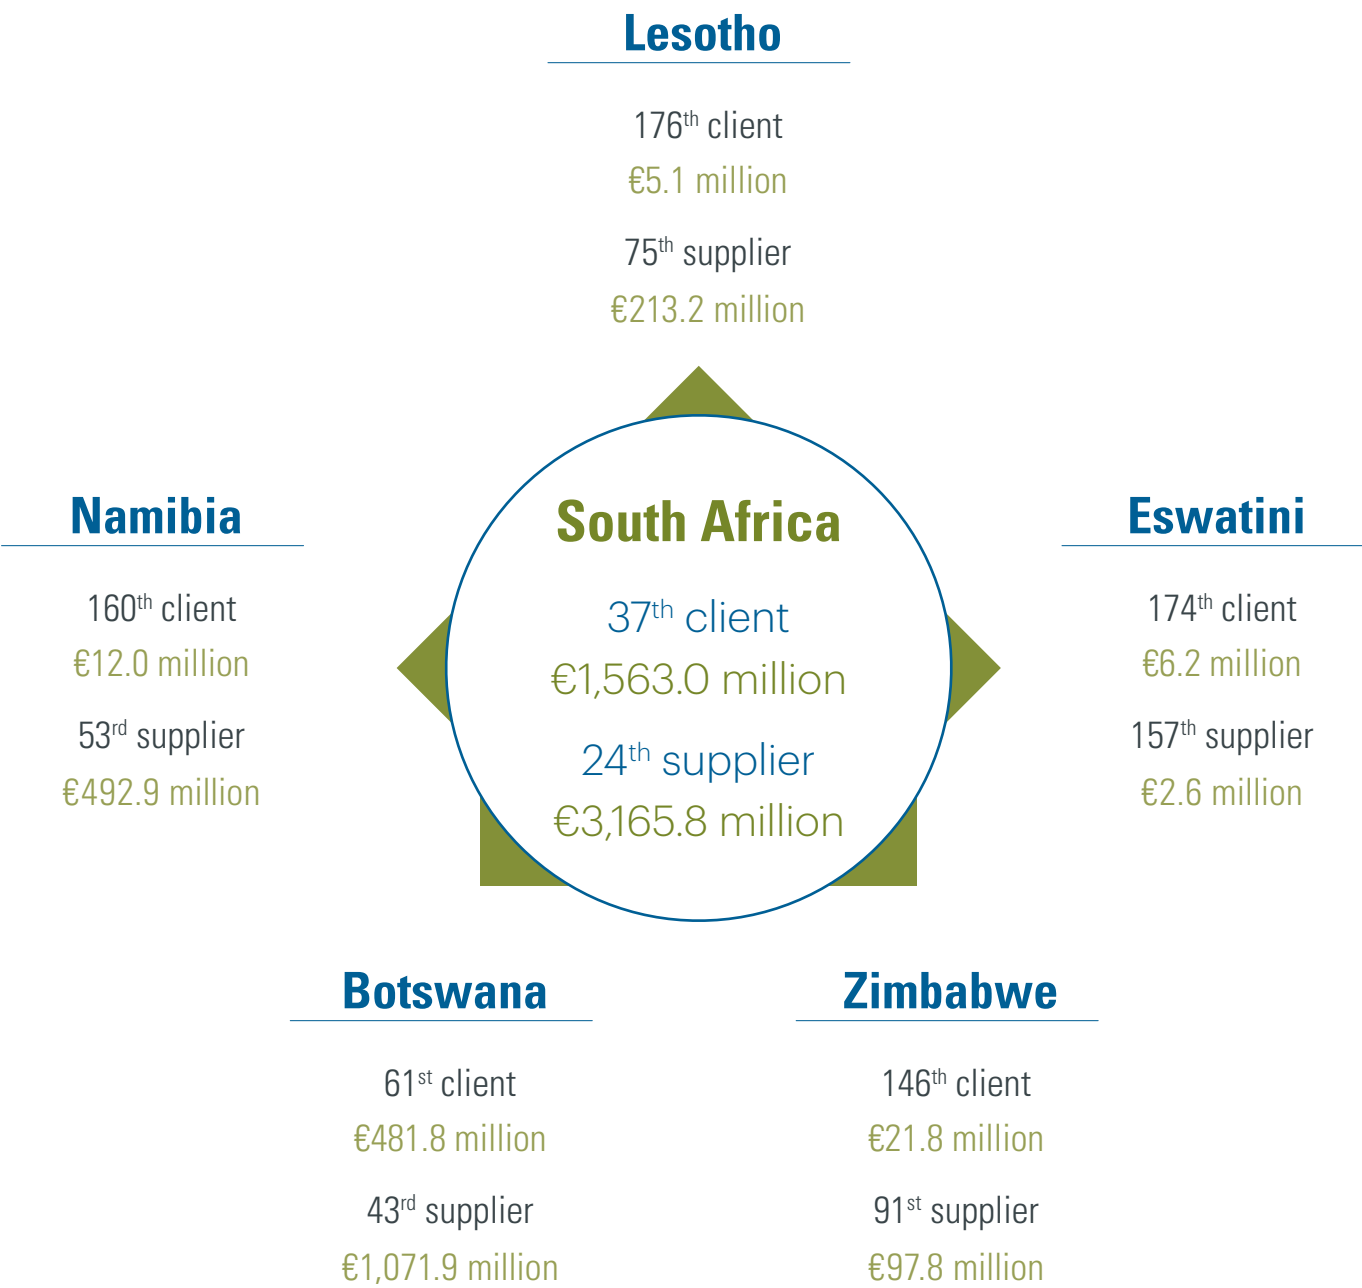 Lesotho
176th client
€5.1 million
75th supplier
€213.2 million
Namibia
160th client
€12.0 million
53rd supplier
€492.9 million
South Africa
37th client
€1,563.0 million
24th supplier
€3,165.8 million
Eswatini
174th client
€6.2 million
157th supplier
€2.6 million
Botswana
61st client
€481.8 million
43rd supplier
€1,071.9 million
Zimbabwe
146th client
€21.8 million
91st supplier
€97.8 million